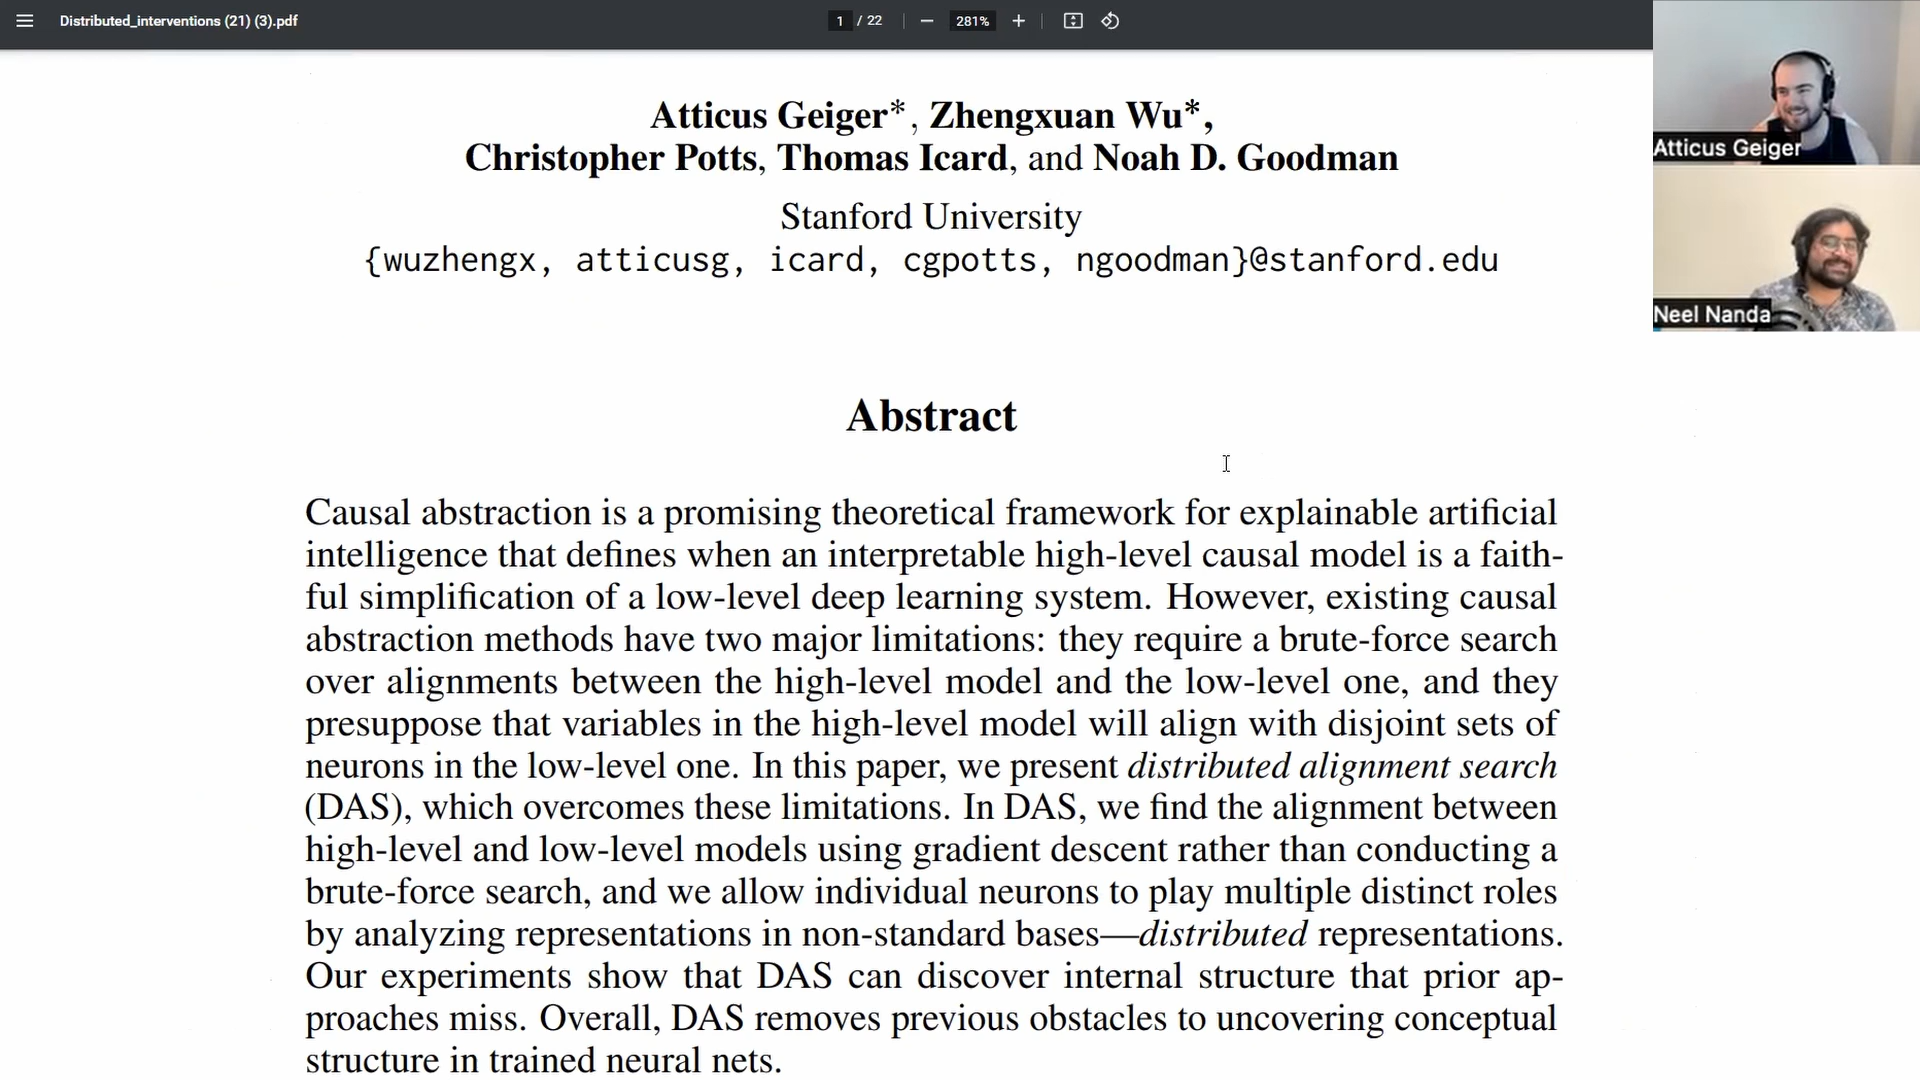 Distributed_interventions (21) (3).pdf
1 / 22
281%
Atticus Geiger*, Zhengxuan Wu*,
Christopher Potts, Thomas Icard, and Noah D. Goodman
Stanford University
{wuzhengx, atticusg, icard, cgpotts, ngoodman}@stanford.edu
Abstract
Causal abstraction is a promising theoretical framework for explainable artificial
intelligence that defines when an interpretable high-level causal model is a faith-
ful simplification of a low-level deep learning system. However, existing causal
abstraction methods have two major limitations: they require a brute-force search
over alignments between the high-level model and the low-level one, and they
presuppose that variables in the high-level model will align with disjoint sets of
neurons in the low-level one. In this paper, we present distributed alignment search
(DAS), which overcomes these limitations. In DAS, we find the alignment between
high-level and low-level models using gradient descent rather than conducting a
brute-force search, and we allow individual neurons to play multiple distinct roles
by analyzing representations in non-standard bases—distributed representations.
Our experiments show that DAS can discover internal structure that prior ap-
proaches miss. Overall, DAS removes previous obstacles to uncovering conceptual
structure in trained neural nets.
Atticus Geiger
Neel Nanda